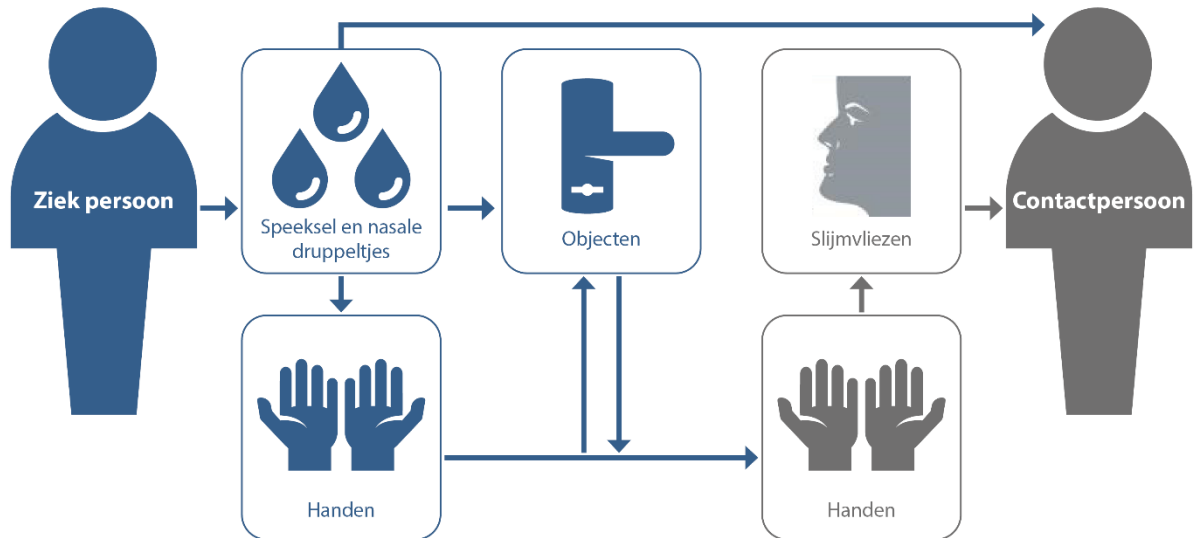 Ziek persoon
Speeksel en nasale
druppeltjes
Objecten
Slijmvliezen
Contactpersoon
Handen
Handen